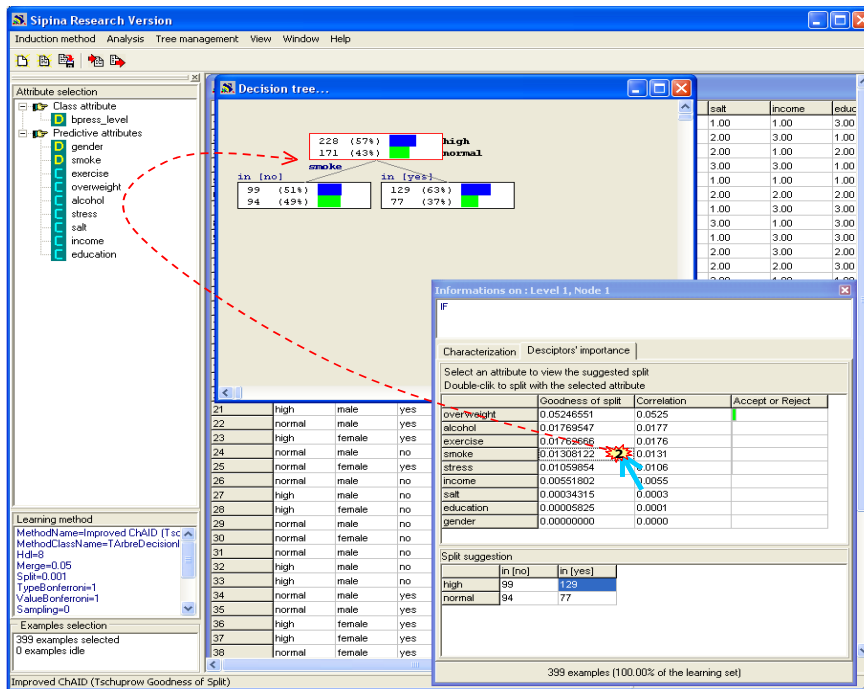 Sipina Research Version
Induction method Analysis Tree management View Window Help
Attribute selection
Class attribute
bpress_level
Predictive attributes
gender
smoke
exercise
overweight
alcohol
stress
salt
income
education
Decision tree...
228 (57%) high
171 (43%) normal
smoke
in [no] in [yes]
99 (51%) 129 (63%)
94 (49%) 77 (37%)
salt income educ
1.00 1.00 3.00
2.00 3.00 1.00
2.00 1.00 3.00
1.00 1.00 3.00
1.00 1.00 1.00
2.00 2.00 2.00
1.00 3.00 3.00
3.00 1.00 3.00
1.00 3.00 3.00
2.00 3.00 2.00
2.00 2.00 3.00
21 high male yes
22 normal male yes
23 high female yes
24 normal male no
25 normal female yes
26 normal male no
27 high male no
28 high female no
29 normal male no
30 normal female no
31 normal male no
32 high male no
33 high male no
34 normal male yes
35 normal male yes
36 high female yes
37 high female yes
38 normal female yes
Informations on : Level 1, Node 1
IF
Characterization Desciptors' importance
Select an attribute to view the suggested split
Double-clik to split with the selected attribute
Goodness of split Correlation Accept or Reject
overweight 0.05246551 0.0525
alcohol 0.01769547 0.0177
exercise 0.01762666 0.0176
smoke 0.01308122 2 0.0131
stress 0.01059854 0.0106
income 0.00551802 0.0055
salt 0.00034315 0.0003
education 0.00005825 0.0001
gender 0.00000000 0.0000
Split suggestion
in [no] in [yes]
high 99 129
normal 94 77
399 examples (100.00% of the learning set)
Learning method
MethodName=Improved ChAID (Tsc
MethodClassName=TArbreDecisionI
Hdl=8
Merge=0.05
Split=0.001
TypeBonferroni=1
ValueBonferroni=1
Sampling=0
Examples selection
399 examples selected
0 examples idle
Improved ChAID (Tschuprow Goodness of Split)